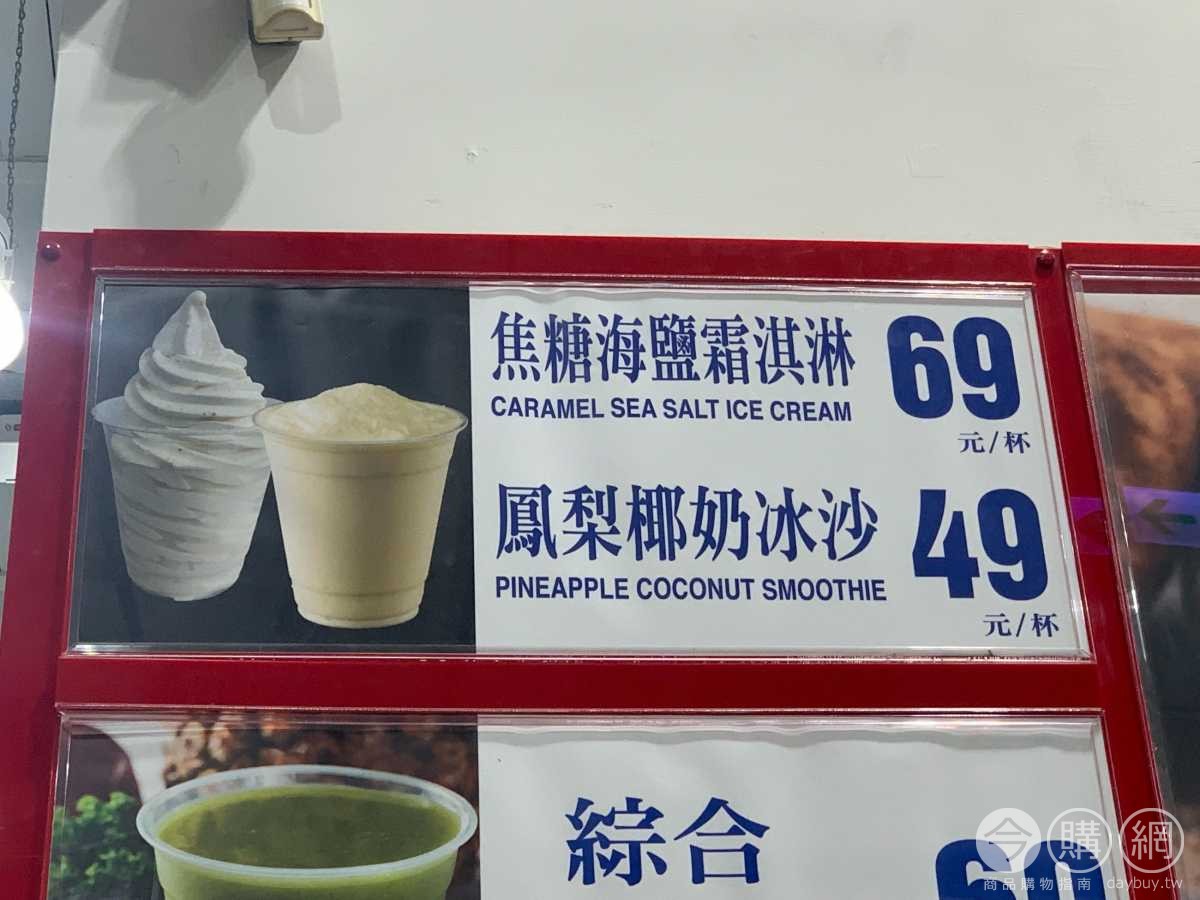 焦糖海鹽霜淇淋 69
CARAMEL SEA SALT ICE CREAM
元/杯
鳳梨椰奶冰沙 49
PINEAPPLE COCONUT SMOOTHIE
元/杯
綜合
今購網
商品購物指南 daybuy.tw